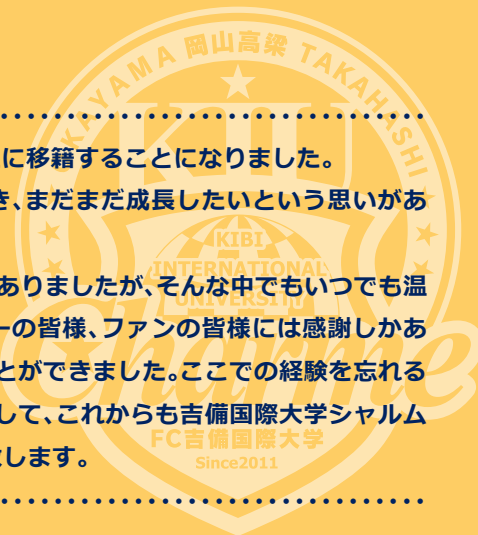 OKAYAMA 岡山高梁 TAKAHASHI
KIU
に移籍することになりました。
き、まだまだ成長したいという思いがあ
KIBI
INTERNATIONAL
UNIVERSITY
ありましたが、そんな中でもいつでも温
ーの皆様、ファンの皆様には感謝しかあ
Charme
とができました。ここでの経験を忘れる
して、これからも吉備国際大学シャルム
FC吉備国際大学
します。
Since2011